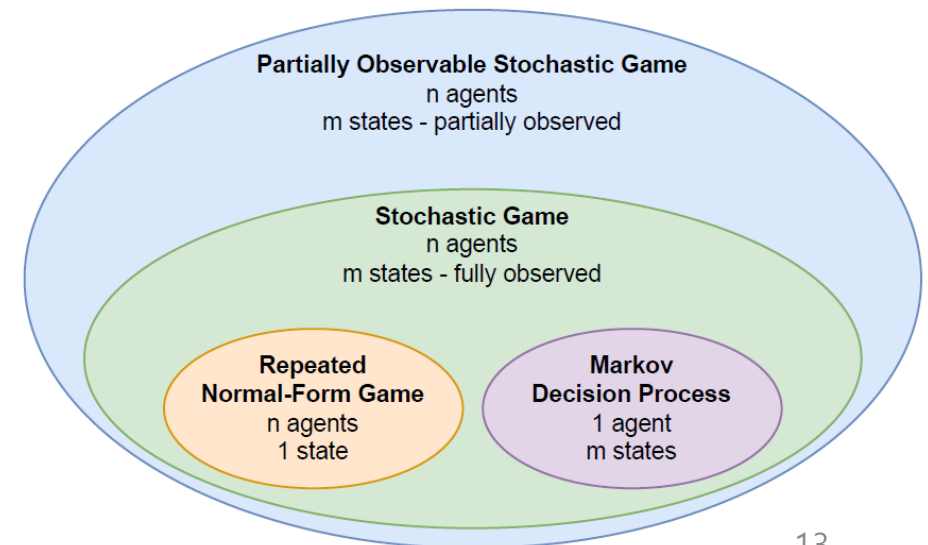 Partially Observable Stochastic Game
n agents
m states - partially observed
Stochastic Game
n agents
m states - fully observed
Repeated
Normal-Form Game
n agents
1 state
Markov
Decision Process
1 agent
m states
13